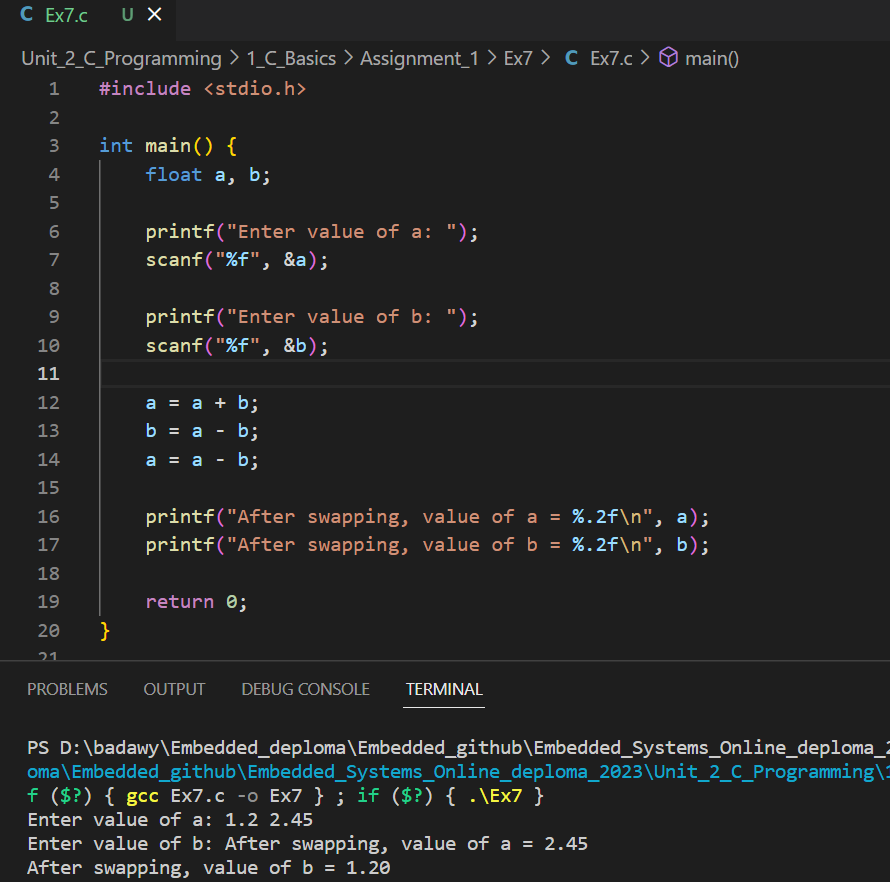 C Ex7.c U
Unit_2_C_Programming > 1_C_Basics > Assignment_1 > Ex7 > C Ex7.c > main()
1 #include <stdio.h>
2
3 int main() {
4     float a, b;
5
6     printf("Enter value of a: ");
7     scanf("%f", &a);
8
9     printf("Enter value of b: ");
10     scanf("%f", &b);
11
12     a = a + b;
13     b = a - b;
14     a = a - b;
15
16     printf("After swapping, value of a = %.2f\n", a);
17     printf("After swapping, value of b = %.2f\n", b);
18
19     return 0;
20 }
21
PROBLEMS OUTPUT DEBUG CONSOLE TERMINAL
PS D:\badawy\Embedded_deploma\Embedded_github\Embedded_Systems_Online_deploma_2
oma\Embedded_github\Embedded_Systems_Online_deploma_2023\Unit_2_C_Programming\1
f ($?) { gcc Ex7.c -o Ex7 } ; if ($?) { .\Ex7 }
Enter value of a: 1.2 2.45
Enter value of b: After swapping, value of a = 2.45
After swapping, value of b = 1.20